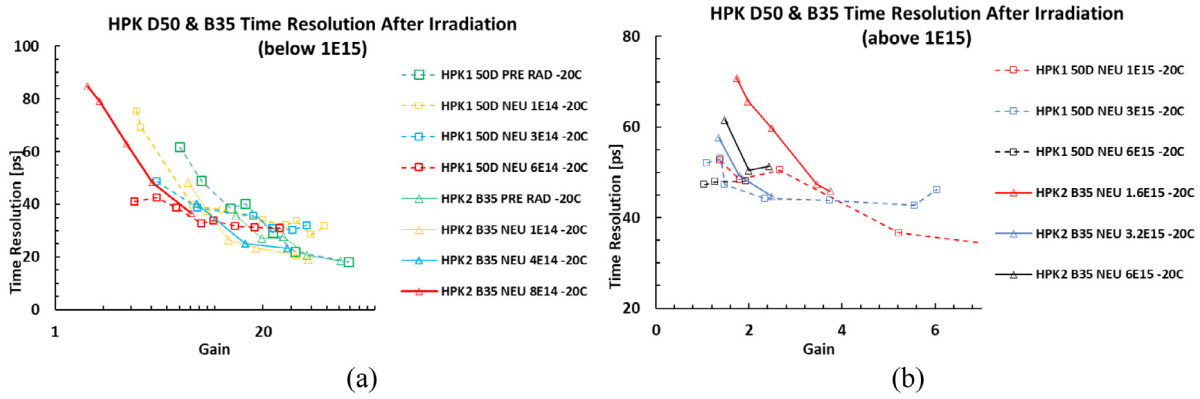 HPK D50 & B35 Time Resolution After Irradiation
(below 1E15)
Time Resolution [ps]
100
80
60
40
20
0
1
20
Gain
HPK1 50D PRE RAD -20C
HPK1 50D NEU 1E14 -20C
HPK1 50D NEU 3E14 -20C
HPK1 50D NEU 6E14 -20C
HPK2 B35 PRE RAD -20C
HPK2 B35 NEU 1E14 -20C
HPK2 B35 NEU 4E14 -20C
HPK2 B35 NEU 8E14 -20C
(a)
HPK D50 & B35 Time Resolution After Irradiation
(above 1E15)
Time Resolution [ps]
80
60
40
20
0
2
4
6
Gain
HPK1 50D NEU 1E15 -20C
HPK1 50D NEU 3E15 -20C
HPK1 50D NEU 6E15 -20C
HPK2 B35 NEU 1.6E15 -20C
HPK2 B35 NEU 3.2E15 -20C
HPK2 B35 NEU 6E15 -20C
(b)